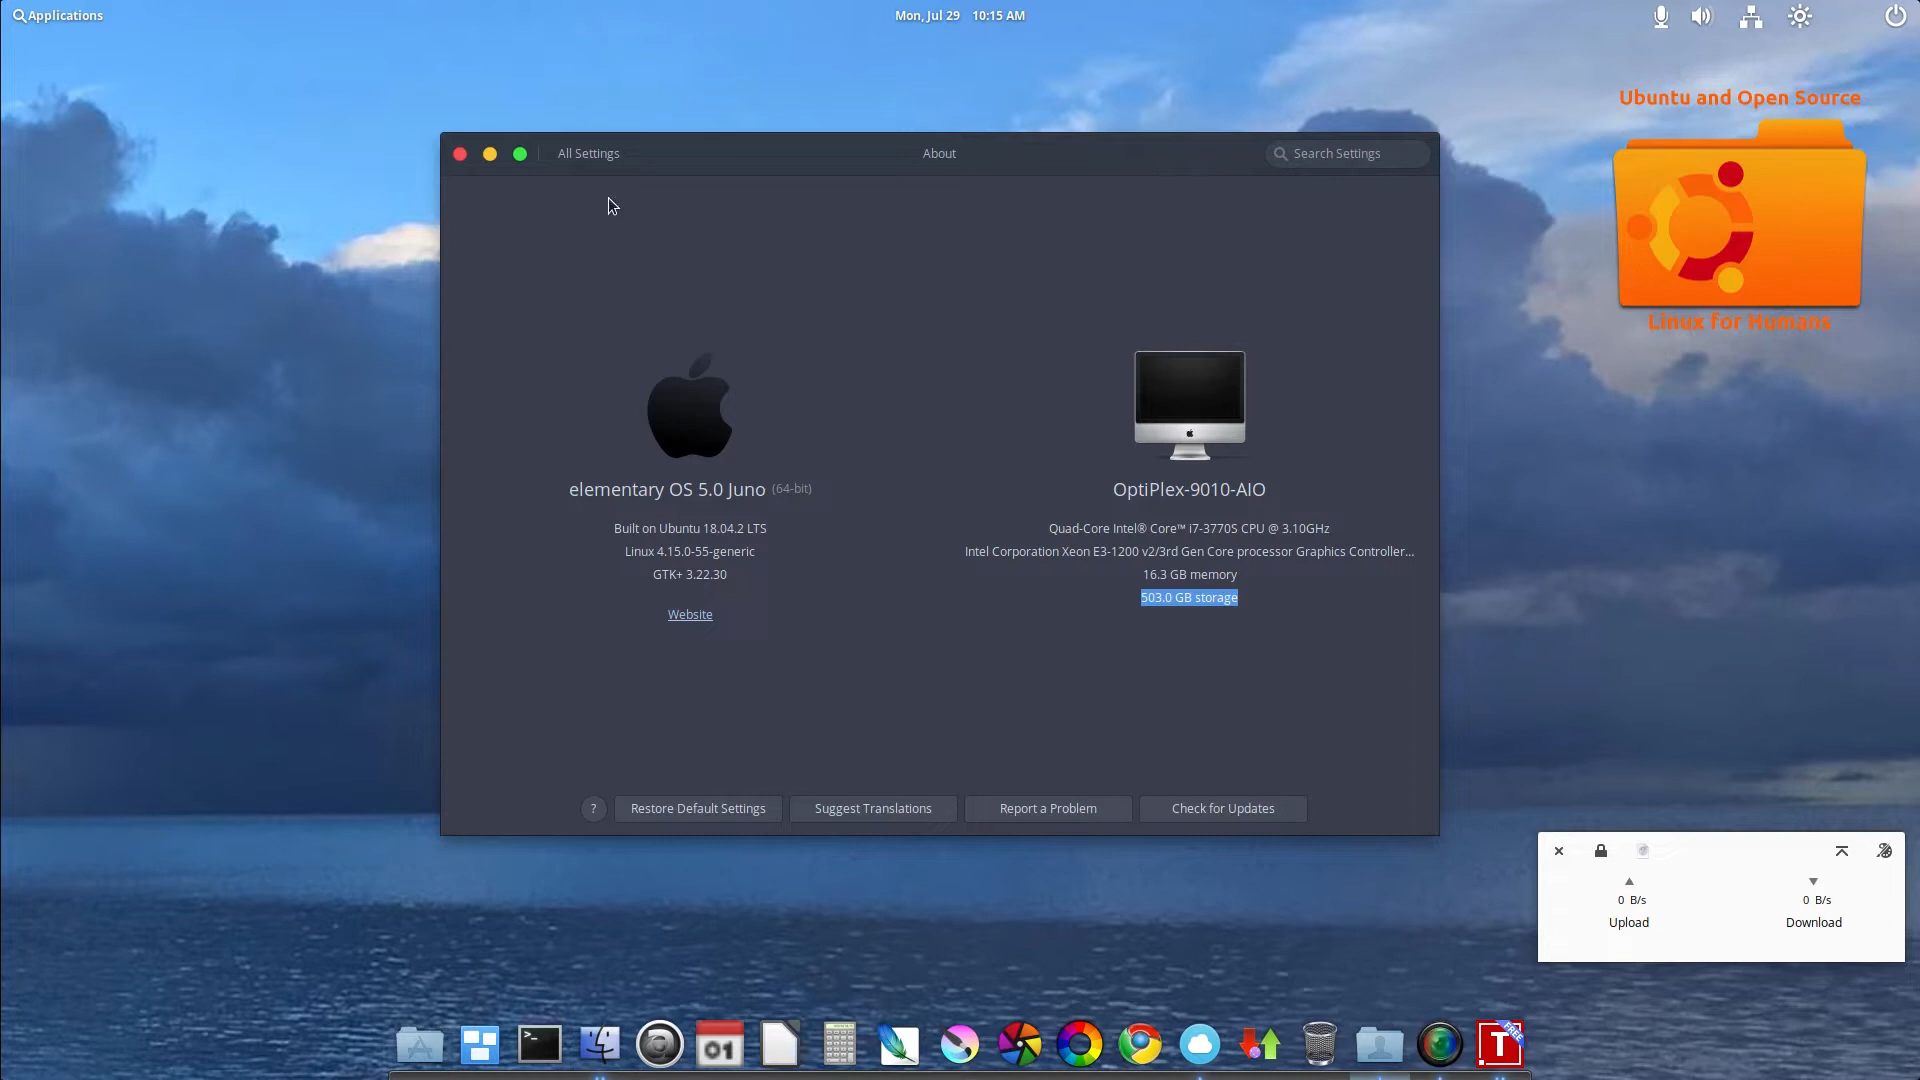 Applications
Mon, Jul 29 10:15 AM
Ubuntu and Open Source
Linux for Humans
All Settings
About
Search Settings
elementary OS 5.0 Juno (64-bit)
Built on Ubuntu 18.04.2 LTS
Linux 4.15.0-55-generic
GTK+ 3.22.30
Website
OptiPlex-9010-AIO
Quad-Core Intel® Core™ i7-3770S CPU @ 3.10GHz
Intel Corporation Xeon E3-1200 v2/3rd Gen Core processor Graphics Controller...
16.3 GB memory
503.0 GB storage
?
Restore Default Settings
Suggest Translations
Report a Problem
Check for Updates
0 B/s
Upload
0 B/s
Download
>_
01
T
FREE